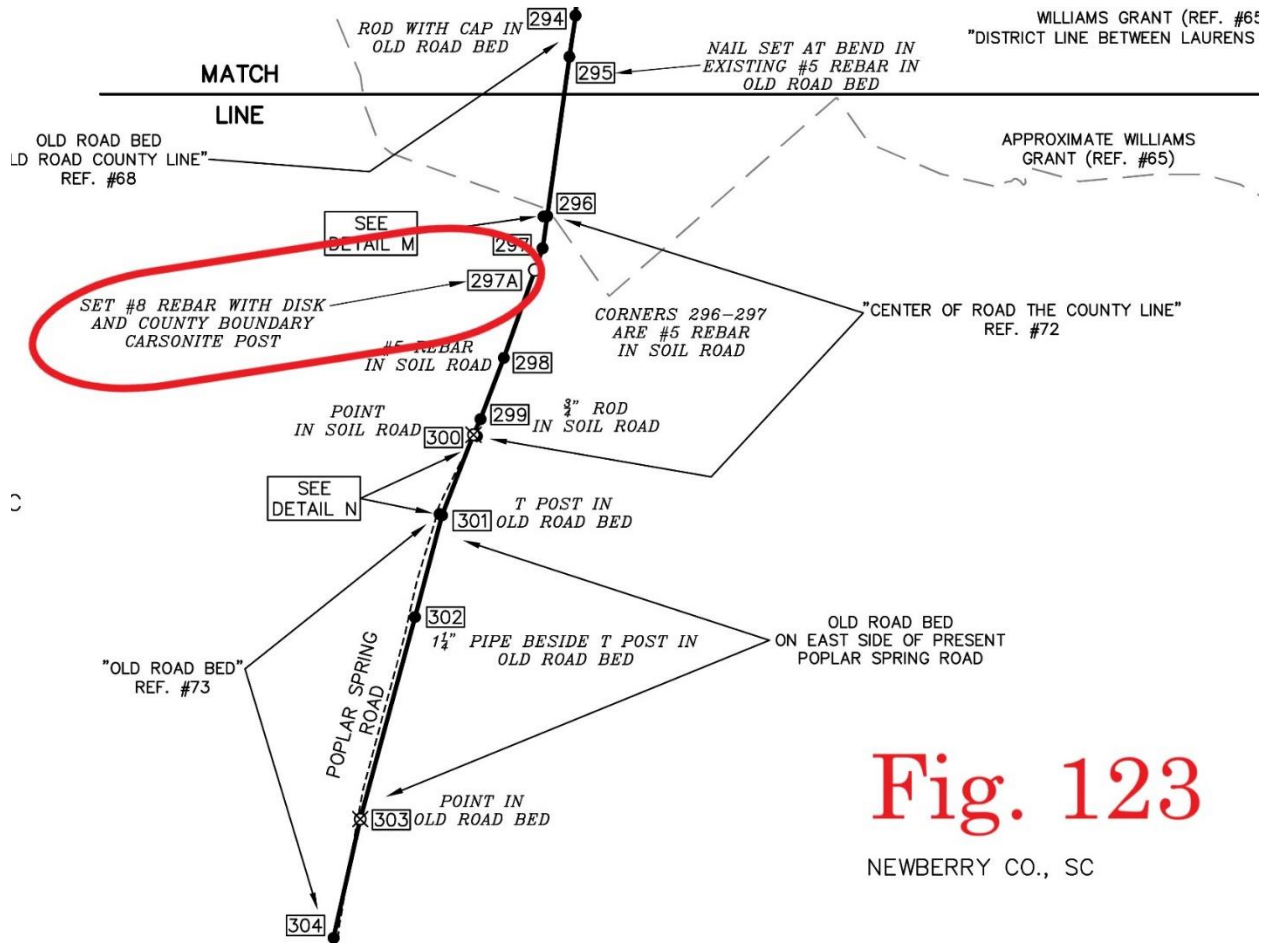 294
WILLIAMS GRANT (REF. #65
"DISTRICT LINE BETWEEN LAURENS
ROD WITH CAP IN
OLD ROAD BED
NAIL SET AT BEND IN
EXISTING #5 REBAR IN
OLD ROAD BED
295
MATCH
LINE
OLD ROAD BED
LD ROAD COUNTY LINE"
REF. #68
APPROXIMATE WILLIAMS
GRANT (REF. #65)
296
SEE
DETAIL M
297
297A
SET #8 REBAR WITH DISK
AND COUNTY BOUNDARY
CARSONITE POST
CORNERS 296-297
ARE #5 REBAR
IN SOIL ROAD
"CENTER OF ROAD THE COUNTY LINE"
REF. #72
#5 REBAR
IN SOIL ROAD
298
POINT
IN SOIL ROAD
299
3/4" ROD
IN SOIL ROAD
300
SEE
DETAIL N
C
301
T POST IN
OLD ROAD BED
302
1 1/4" PIPE BESIDE T POST IN
OLD ROAD BED
OLD ROAD BED
ON EAST SIDE OF PRESENT
POPLAR SPRING ROAD
"OLD ROAD BED"
REF. #73
POPLAR SPRING
ROAD
303
POINT IN
OLD ROAD BED
Fig. 123
NEWBERRY CO., SC
304